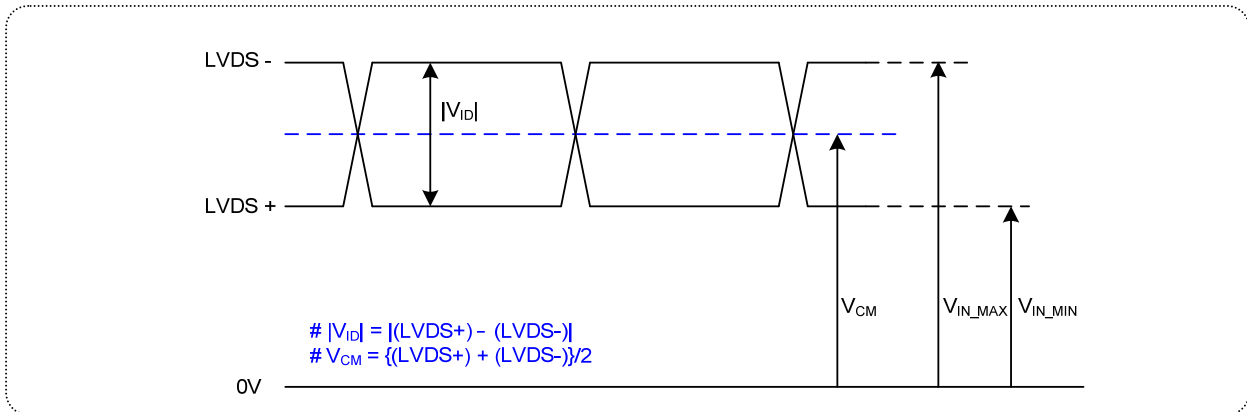 LVDS -
|VID|
LVDS +
VCM
VIN_MAX
VIN_MIN
# |VID| = |(LVDS+) - (LVDS-)|
# VCM = {(LVDS+) + (LVDS-)}/2
0V